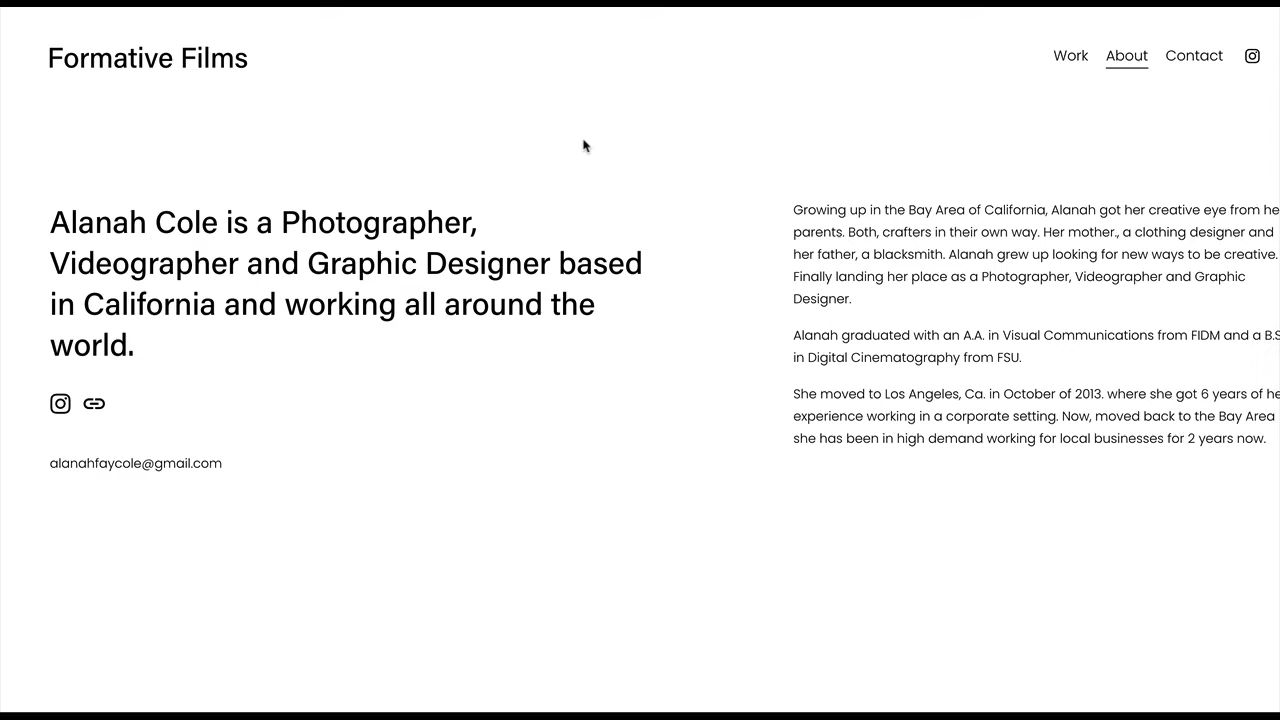 Formative Films
Work About Contact
Alanah Cole is a Photographer,
Videographer and Graphic Designer based
in California and working all around the
world.
alanahfaycole@gmail.com
Growing up in the Bay Area of California, Alanah got her creative eye from he
parents. Both, crafters in their own way. Her mother., a clothing designer and
her father, a blacksmith. Alanah grew up looking for new ways to be creative.
Finally landing her place as a Photographer, Videographer and Graphic
Designer.
Alanah graduated with an A.A. in Visual Communications from FIDM and a B.S
in Digital Cinematography from FSU.
She moved to Los Angeles, Ca. in October of 2013. where she got 6 years of he
experience working in a corporate setting. Now, moved back to the Bay Area
she has been in high demand working for local businesses for 2 years now.